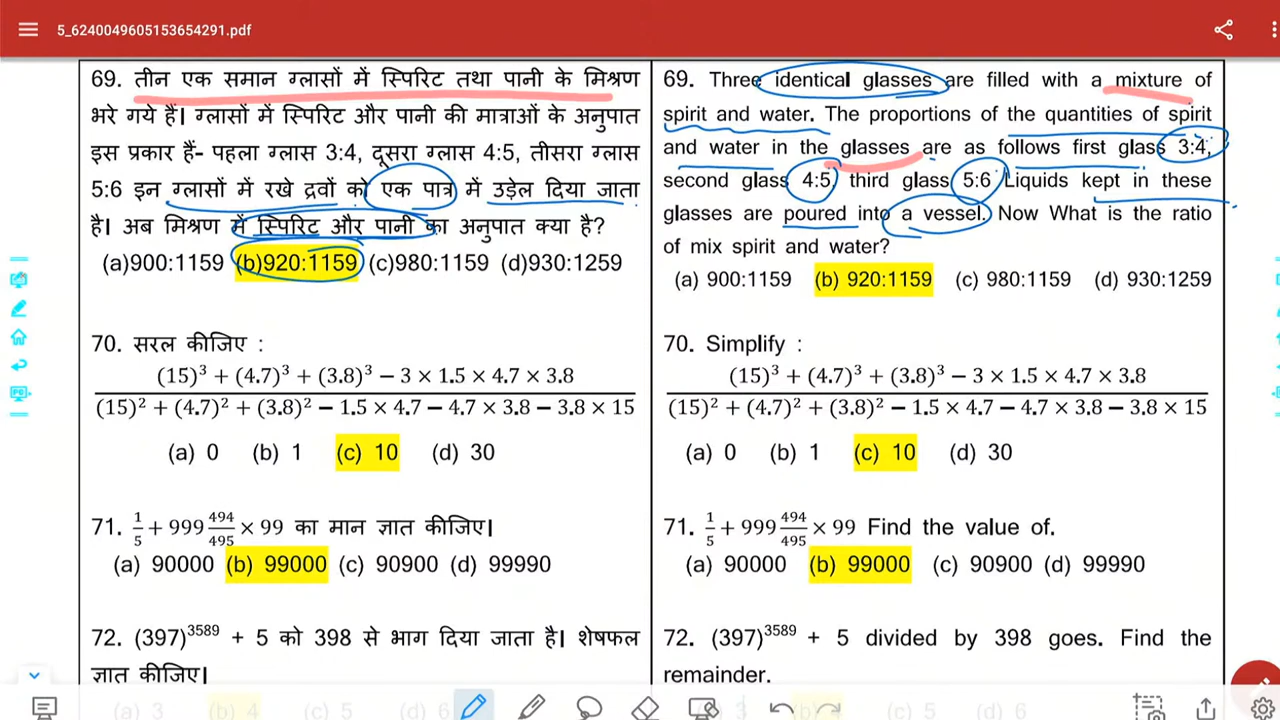 5_6240049605153654291.pdf
69. तीन एक समान ग्लासों में स्पिरिट तथा पानी के मिश्रण
भरे गये हैं। ग्लासों में स्पिरिट और पानी की मात्राओं के अनुपात
इस प्रकार हैं- पहला ग्लास 3:4, दूसरा ग्लास 4:5, तीसरा ग्लास
5:6 इन ग्लासों में रखे द्रवों को एक पात्र में उड़ेल दिया जाता
है। अब मिश्रण में स्पिरिट और पानी का अनुपात क्या है?
(a)900:1159 (b)920:1159 (c)980:1159 (d)930:1259
70. सरल कीजिए :
(15)³ + (4.7)³ + (3.8)³ − 3 × 1.5 × 4.7 × 3.8
(15)² + (4.7)² + (3.8)² − 1.5 × 4.7 − 4.7 × 3.8 − 3.8 × 15
(a) 0 (b) 1 (c) 10 (d) 30
71. 1/5 + 999 494/495 × 99 का मान ज्ञात कीजिए।
(a) 90000 (b) 99000 (c) 90900 (d) 99990
72. (397)³⁵⁸⁹ + 5 को 398 से भाग दिया जाता है। शेषफल
ज्ञात कीजिए।
(a) 3 (b) 4 (c) 5 (d) 6
69. Three identical glasses are filled with a mixture of
spirit and water. The proportions of the quantities of spirit
and water in the glasses are as follows first glass 3:4,
second glass 4:5, third glass 5:6 Liquids kept in these
glasses are poured into a vessel. Now What is the ratio
of mix spirit and water?
(a) 900:1159 (b) 920:1159 (c) 980:1159 (d) 930:1259
70. Simplify :
(15)³ + (4.7)³ + (3.8)³ − 3 × 1.5 × 4.7 × 3.8
(15)² + (4.7)² + (3.8)² − 1.5 × 4.7 − 4.7 × 3.8 − 3.8 × 15
(a) 0 (b) 1 (c) 10 (d) 30
71. 1/5 + 999 494/495 × 99 Find the value of.
(a) 90000 (b) 99000 (c) 90900 (d) 99990
72. (397)³⁵⁸⁹ + 5 divided by 398 goes. Find the
remainder.
3 (b) 4 (c) 5 (d) 6